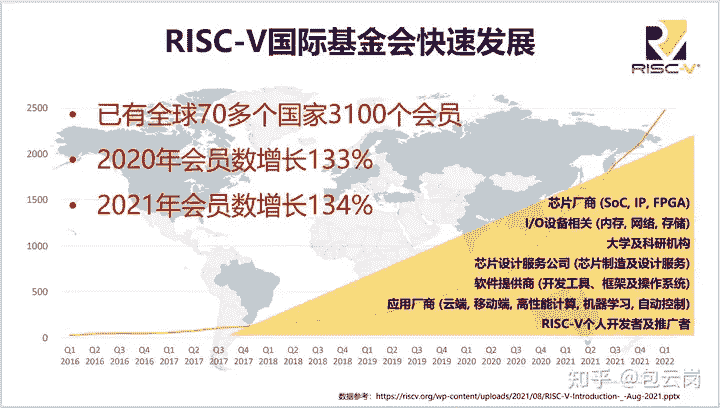 RISC-V国际基金会快速发展
RISC-V®
• 已有全球70多个国家3100个会员
• 2020年会员数增长133%
• 2021年会员数增长134%
2500
2000
1500
1000
500
0
芯片厂商 (SoC, IP, FPGA)
I/O设备相关 (内存, 网络, 存储)
大学及科研机构
芯片设计服务公司 (芯片制造及设计服务)
软件提供商 (开发工具、框架及操作系统)
应用厂商 (云端, 移动端, 高性能计算, 机器学习, 自动控制)
RISC-V个人开发者及推广者
Q1 Q2 Q3 Q4 Q1 Q2 Q3 Q4 Q1 Q2 Q3 Q4 Q1 Q2 Q3 Q4 Q1 Q2 Q3 Q4 Q1 Q2 Q3 Q4 Q1
2016 2016 2016 2016 2017 2017 2017 2017 2018 2018 2018 2018 2019 2019 2019 2019 2020 2020 2020 2020 2021 2021 2021 2021 2022
知乎 @包云岗
数据参考：https://riscv.org/wp-content/uploads/2021/08/RISC-V-Introduction-_-Aug-2021.pptx